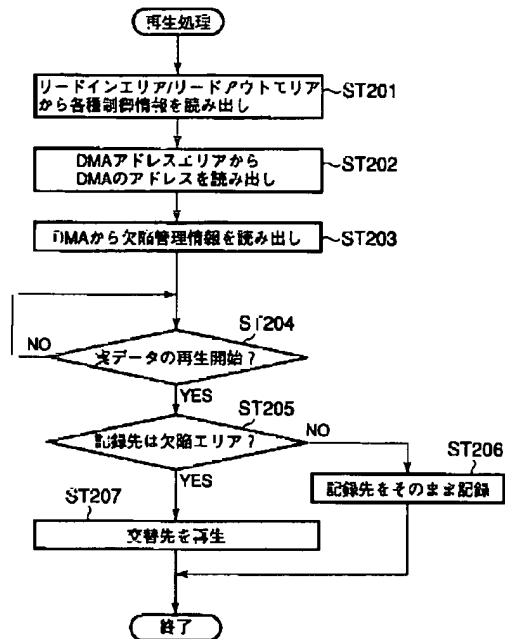 再生処理
リードインエリア/リードアウトエリア
から各種制御情報を読み出し
ST201
DMAアドレスエリアから
DMAのアドレスを読み出し
ST202
DMAから欠陥管理情報を読み出し
ST203
ST204
実データの再生開始？
NO
YES
ST205
記録先は欠陥エリア？
NO
YES
ST206
記録先をそのまま記録
ST207
交替先を再生
終了